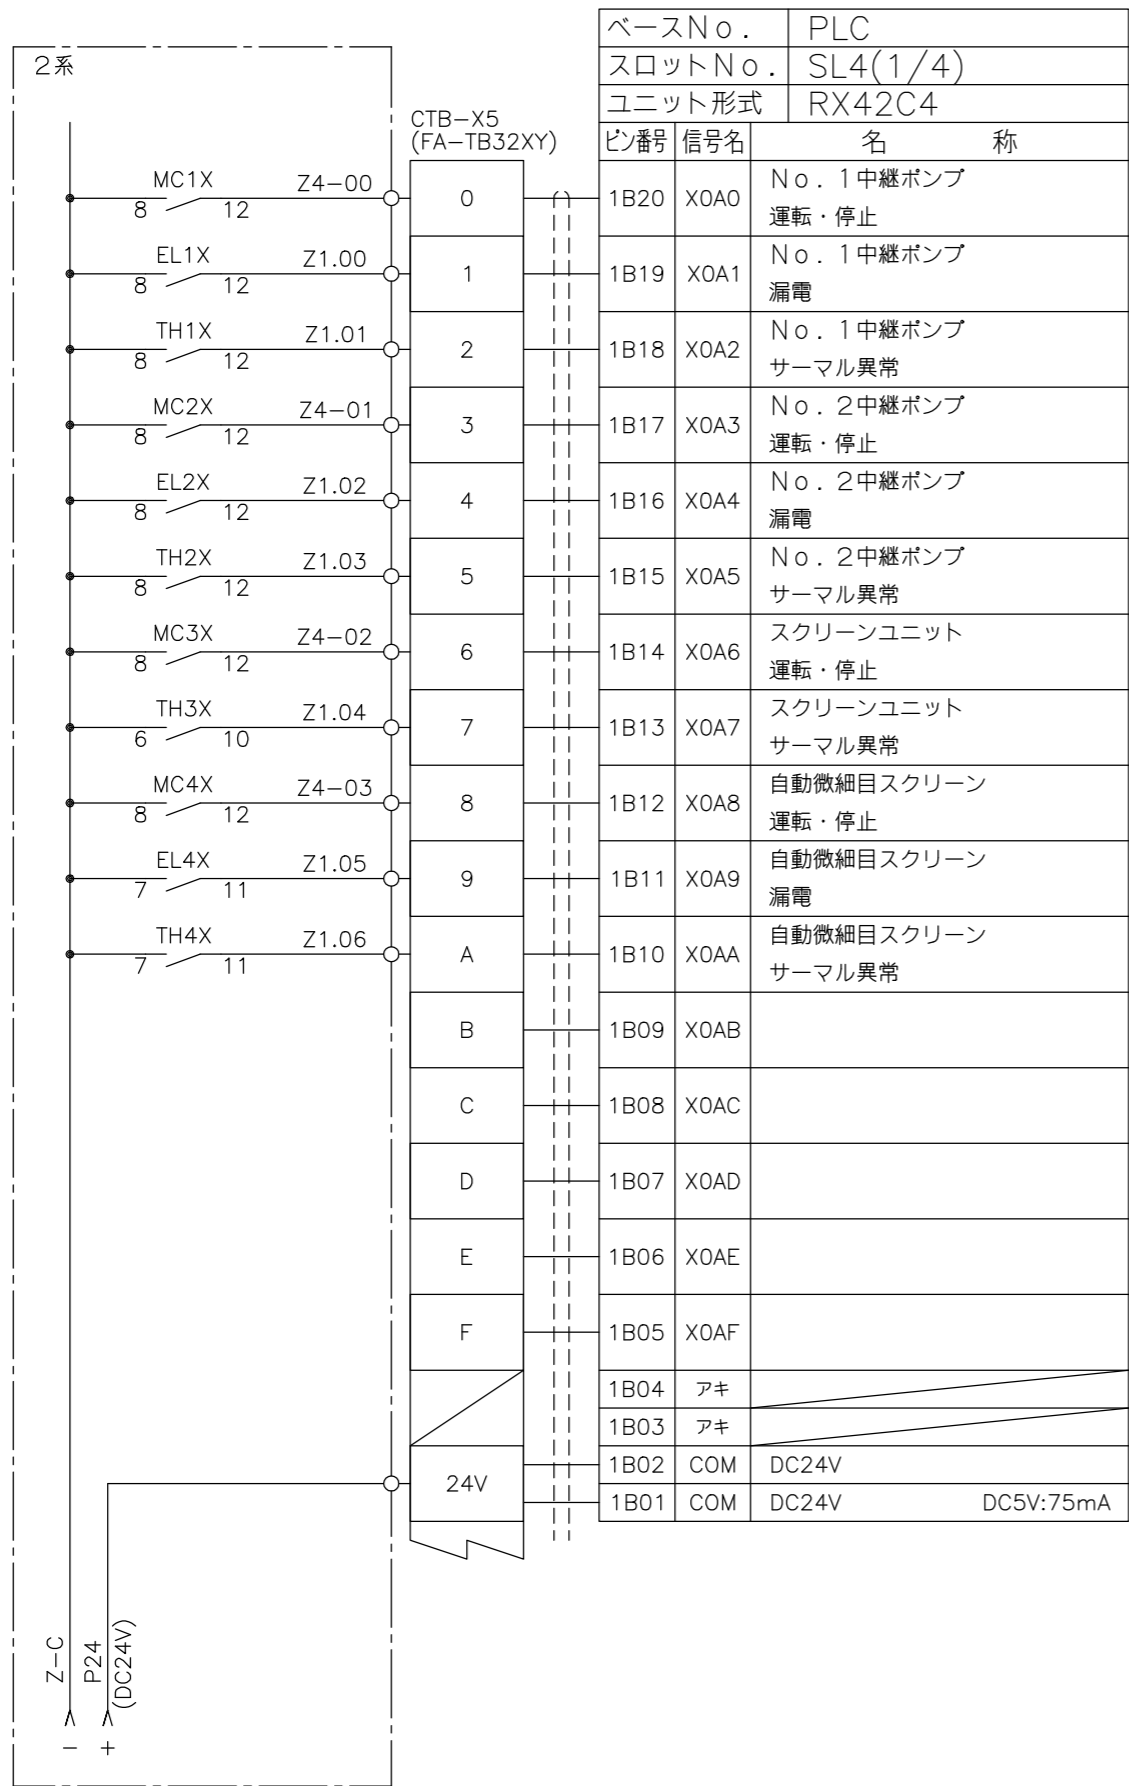 ベースNo. PLC
スロットNo. SL4(1/4)
ユニット形式 RX42C4
ピン番号 信号名 名 称
2系
CTB-X5
(FA-TB32XY)
MC1X
8 12 Z4-00 0 1B20 X0A0 No.1中継ポンプ
運転・停止
EL1X
8 12 Z1.00 1 1B19 X0A1 No.1中継ポンプ
漏電
TH1X
8 12 Z1.01 2 1B18 X0A2 No.1中継ポンプ
サーマル異常
MC2X
8 12 Z4-01 3 1B17 X0A3 No.2中継ポンプ
運転・停止
EL2X
8 12 Z1.02 4 1B16 X0A4 No.2中継ポンプ
漏電
TH2X
8 12 Z1.03 5 1B15 X0A5 No.2中継ポンプ
サーマル異常
MC3X
8 12 Z4-02 6 1B14 X0A6 スクリーンユニット
運転・停止
TH3X
6 10 Z1.04 7 1B13 X0A7 スクリーンユニット
サーマル異常
MC4X
8 12 Z4-03 8 1B12 X0A8 自動微細目スクリーン
運転・停止
EL4X
7 11 Z1.05 9 1B11 X0A9 自動微細目スクリーン
漏電
TH4X
7 11 Z1.06 A 1B10 X0AA 自動微細目スクリーン
サーマル異常
B 1B09 X0AB
C 1B08 X0AC
D 1B07 X0AD
E 1B06 X0AE
F 1B05 X0AF
1B04 アキ
1B03 アキ
24V 1B02 COM DC24V
1B01 COM DC24V DC5V:75mA
Z-C
P24
(DC24V)
- +